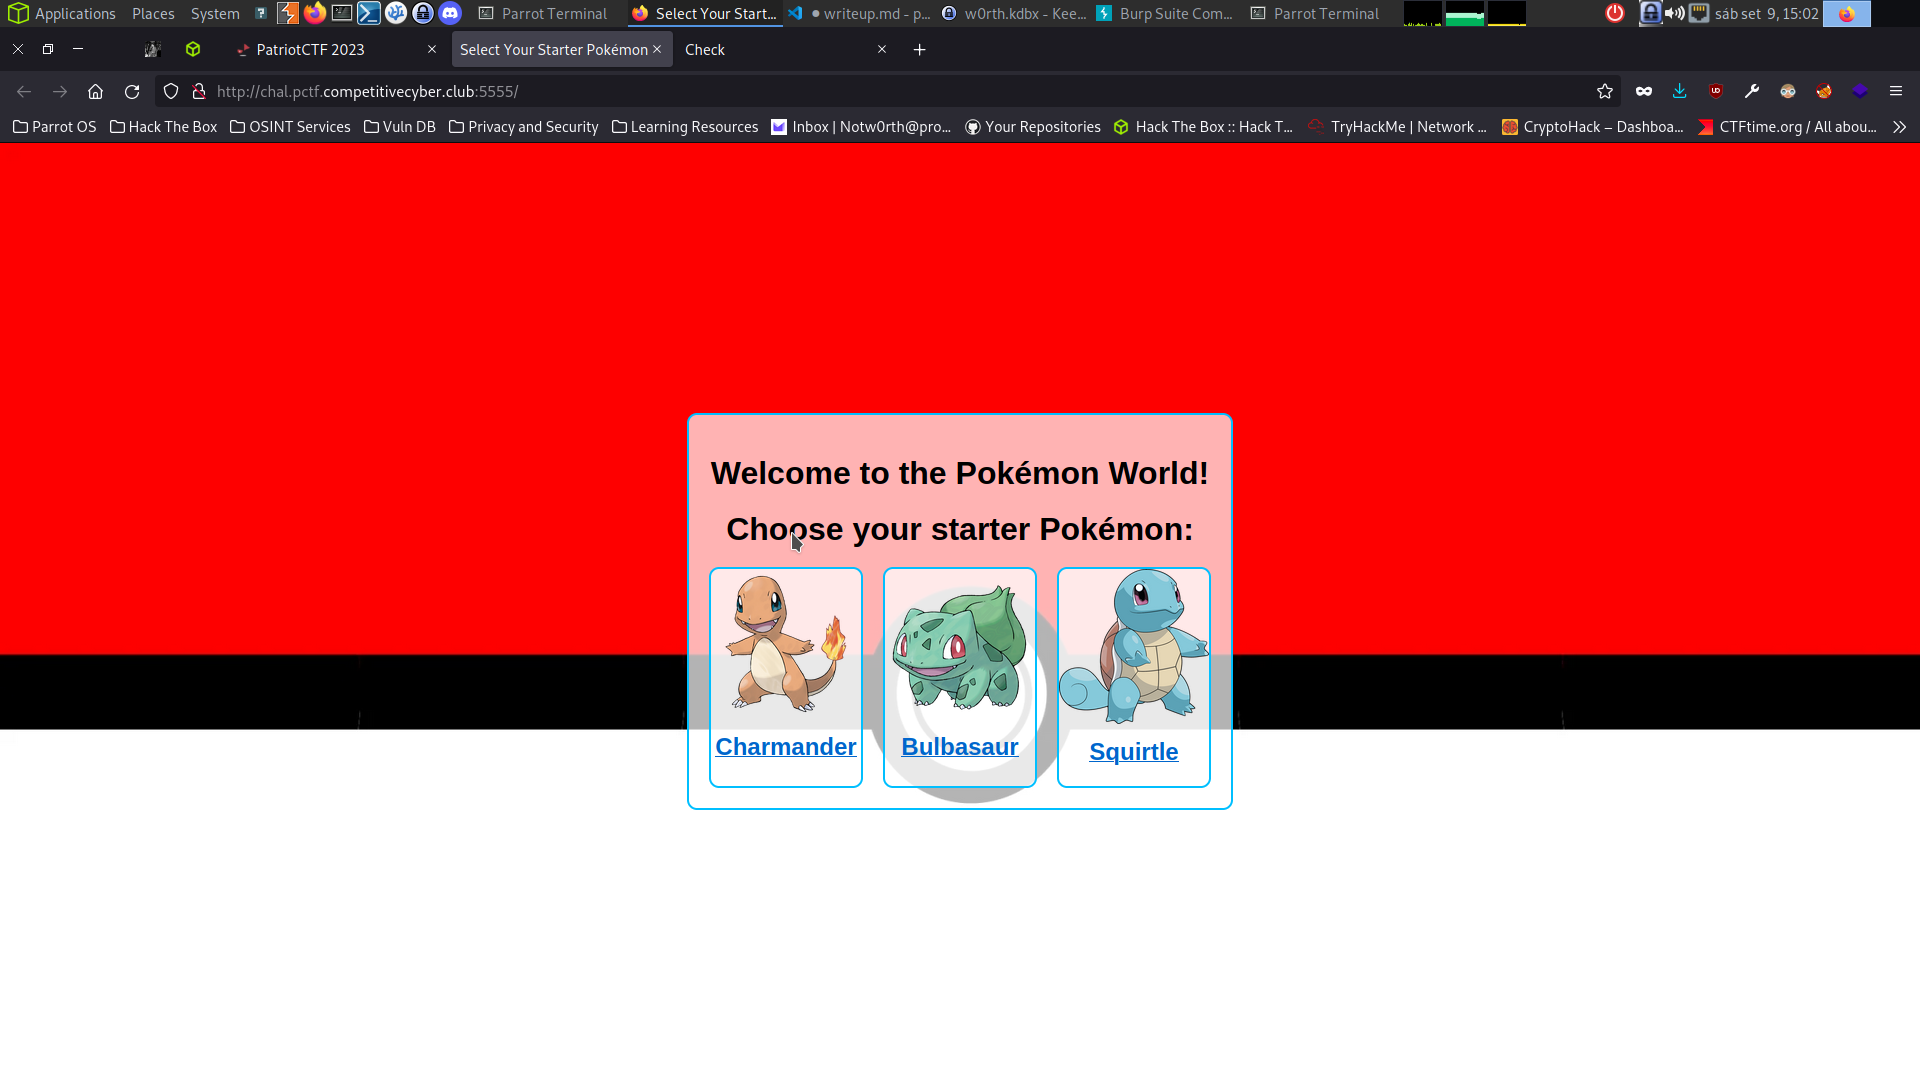 Applications Places System Parrot Terminal Select Your Start... • writeup.md - p... w0rth.kdbx - Kee... Burp Suite Com... Parrot Terminal sáb set 9, 15:02
PatriotCTF 2023 Select Your Starter Pokémon Check
http://chal.pctf.competitivecyber.club:5555/
Parrot OS Hack The Box OSINT Services Vuln DB Privacy and Security Learning Resources Inbox | Notw0rth@pro... Your Repositories Hack The Box :: Hack T... TryHackMe | Network ... CryptoHack – Dashboa... CTFtime.org / All abou...
Welcome to the Pokémon World!
Choose your starter Pokémon:
Charmander Bulbasaur Squirtle